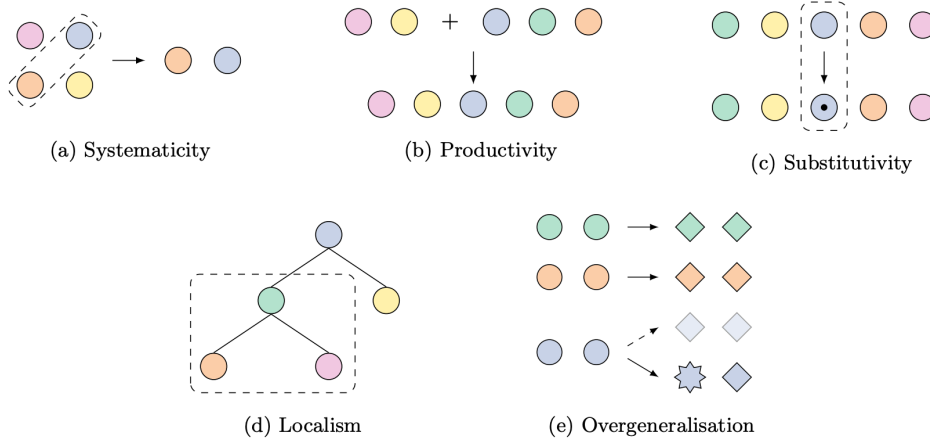 +
(a) Systematicity
(b) Productivity
(c) Substitutivity
(d) Localism
(e) Overgeneralisation